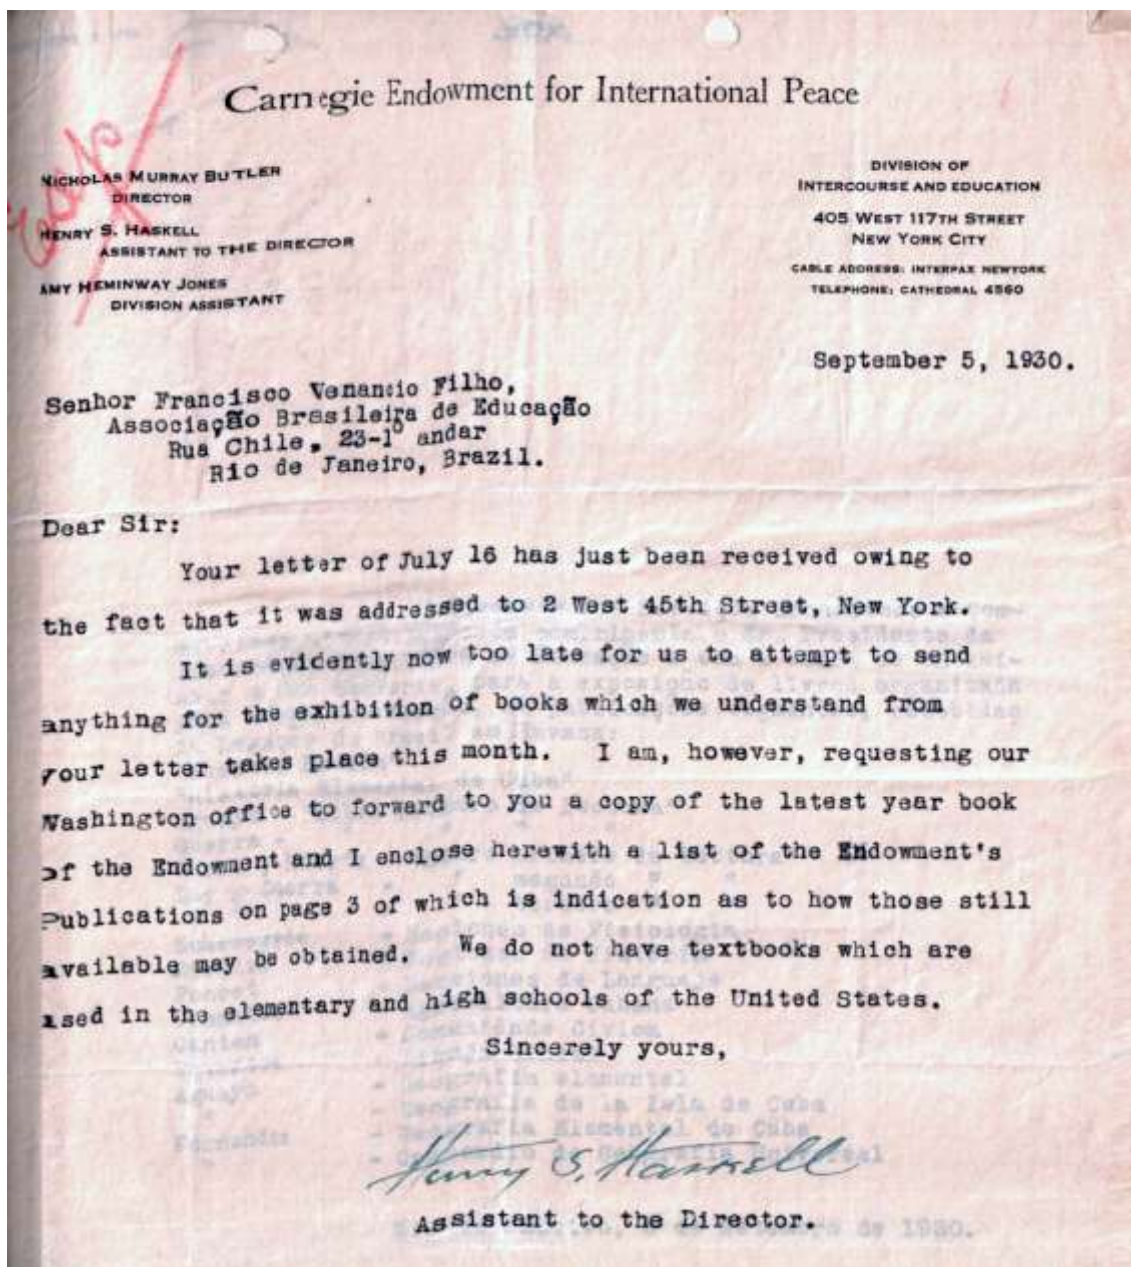 Carnegie Endowment for International Peace
NICHOLAS MURRAY BUTLER
DIRECTOR
HENRY S. HASKELL
ASSISTANT TO THE DIRECTOR
AMY HEMINWAY JONES
DIVISION ASSISTANT
DIVISION OF
INTERCOURSE AND EDUCATION
405 WEST 117TH STREET
NEW YORK CITY
CABLE ADDRESS: INTERPAX NEWYORK
TELEPHONE: CATHEDRAL 4560
September 5, 1930.
Senhor Francisco Venancio Filho,
Associação Brasileira de Educação
Rua Chile, 23-1º andar
Rio de Janeiro, Brazil.
Dear Sir:
Your letter of July 16 has just been received owing to
the fact that it was addressed to 2 West 45th Street, New York.
It is evidently now too late for us to attempt to send
anything for the exhibition of books which we understand from
your letter takes place this month. I am, however, requesting our
Washington office to forward to you a copy of the latest year book
of the Endowment and I enclose herewith a list of the Endowment's
Publications on page 3 of which is indication as to how those still
available may be obtained. We do not have textbooks which are
used in the elementary and high schools of the United States.
Sincerely yours,
Henry S. Haskell
Assistant to the Director.